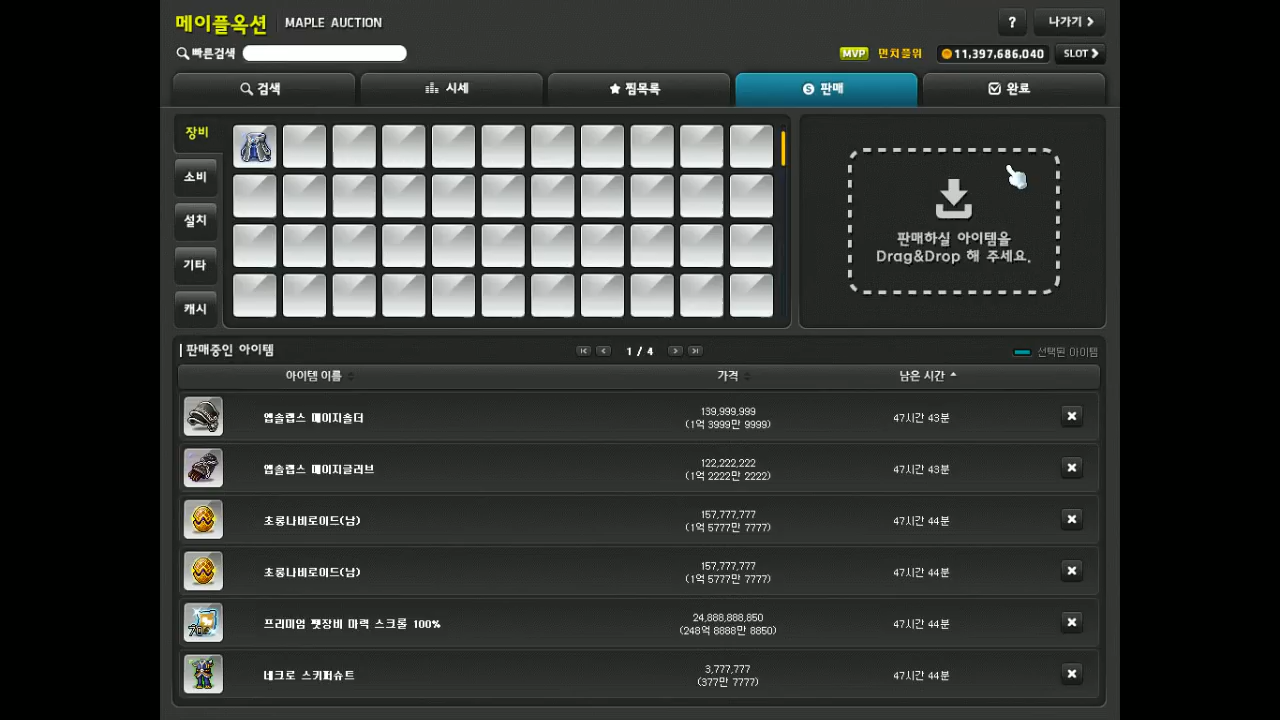 메이플옥션 MAPLE AUCTION ? 나가기
빠른검색 MVP 11,397,686,040 SLOT
검색 시세 찜목록 판매 완료
장비
소비
설치
기타
캐시
판매하실 아이템을
Drag&Drop 해 주세요.
판매중인 아이템 1 / 4 선택된 아이템
아이템 이름 가격 남은 시간
앱솔랩스 메이지숄더 139,999,999 47시간 43분
(1억 3999만 9999)
앱솔랩스 메이지글러브 122,222,222 47시간 43분
(1억 2222만 2222)
초롱나비로이드(남) 157,777,777 47시간 44분
(1억 5777만 7777)
초롱나비로이드(남) 157,777,777 47시간 44분
(1억 5777만 7777)
70 프리미엄 펫장비 마력 스크롤 100% 24,888,888,850 47시간 44분
(248억 8888만 8850)
네크로 스키퍼슈트 3,777,777 47시간 44분
(377만 7777)